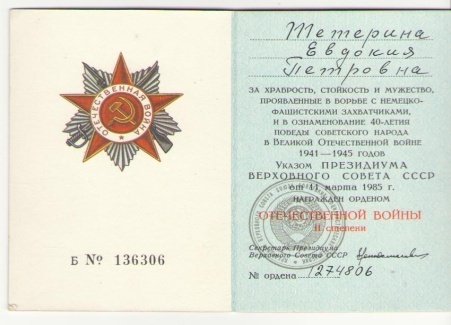 ОТЕЧЕСТВЕННАЯ ВОЙНА
Б № 136306
Тетерина
Евдокия
Петровна
ЗА ХРАБРОСТЬ, СТОЙКОСТЬ И МУЖЕСТВО,
ПРОЯВЛЕННЫЕ В БОРЬБЕ С НЕМЕЦКО-
ФАШИСТСКИМИ ЗАХВАТЧИКАМИ,
И В ОЗНАМЕНОВАНИЕ 40-ЛЕТИЯ
ПОБЕДЫ СОВЕТСКОГО НАРОДА
В ВЕЛИКОЙ ОТЕЧЕСТВЕННОЙ ВОЙНЕ
1941—1945 ГОДОВ
УКАЗОМ ПРЕЗИДИУМА
ВЕРХОВНОГО СОВЕТА СССР
от 11 марта 1985 г.
НАГРАЖДЕН ОРДЕНОМ
ОТЕЧЕСТВЕННОЙ ВОЙНЫ
II степени
Секретарь Президиума
Верховного Совета СССР
№ ордена 1274806